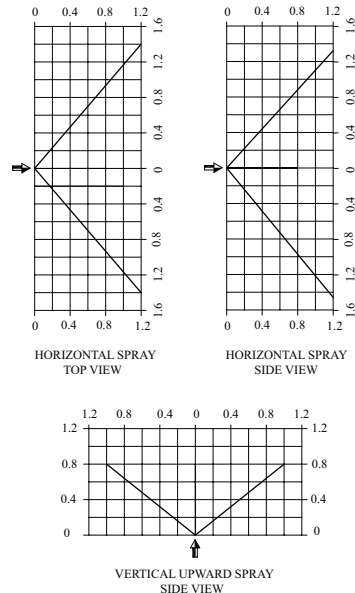 0 0.4 0.8 1.2
1.6 1.2 0.8 0.4 0 0.4 0.8 1.2 1.6
0 0.4 0.8 1.2
HORIZONTAL SPRAY
TOP VIEW
0 0.4 0.8 1.2
1.6 1.2 0.8 0.4 0 0.4 0.8 1.2 1.6
0 0.4 0.8 1.2
HORIZONTAL SPRAY
SIDE VIEW
1.2 0.8 0.4 0 0.4 0.8 1.2
1.2 1.2
0.8 0.8
0.4 0.4
0 0
VERTICAL UPWARD SPRAY
SIDE VIEW